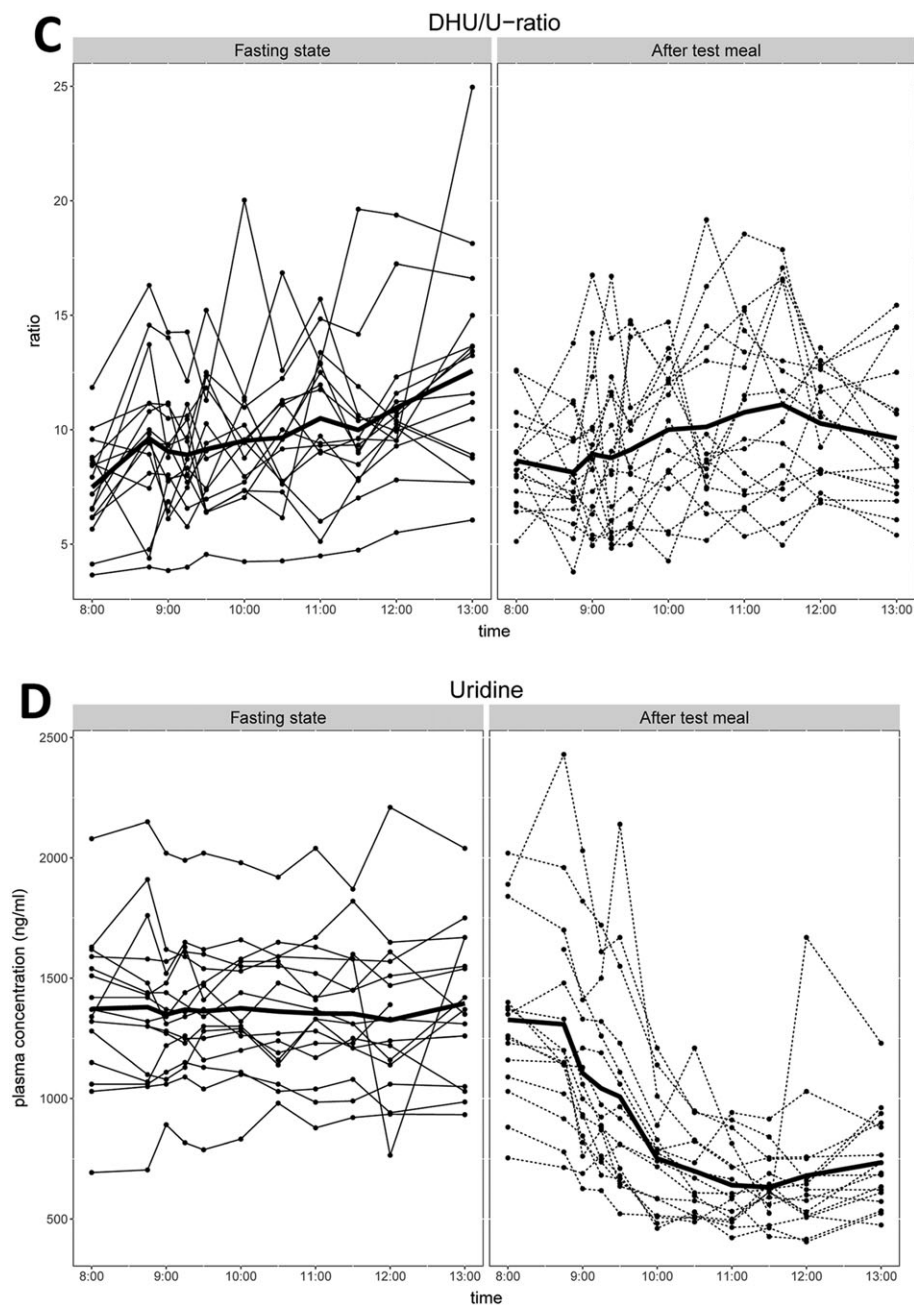 C
DHU/U−ratio
Fasting state
After test meal
25
20
15
10
5
ratio
8:00 9:00 10:00 11:00 12:00 13:00
8:00 9:00 10:00 11:00 12:00 13:00
time
D
Uridine
Fasting state
After test meal
2500
2000
1500
1000
500
plasma concentration (ng/ml)
8:00 9:00 10:00 11:00 12:00 13:00
8:00 9:00 10:00 11:00 12:00 13:00
time